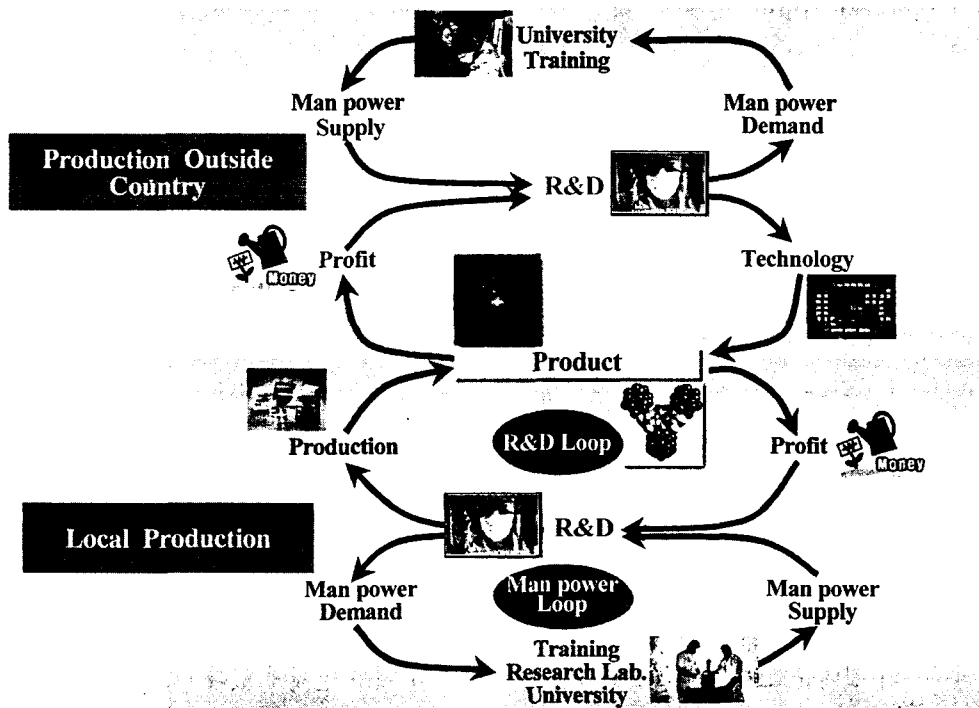 University
Training
Man power
Supply
Man power
Demand
Production Outside
Country
R&D
Profit
Money
Technology
Product
Production
R&D Loop
Profit
Money
Local Production
R&D
Man power
Demand
Man power
Loop
Man power
Supply
Training
Research Lab.
University